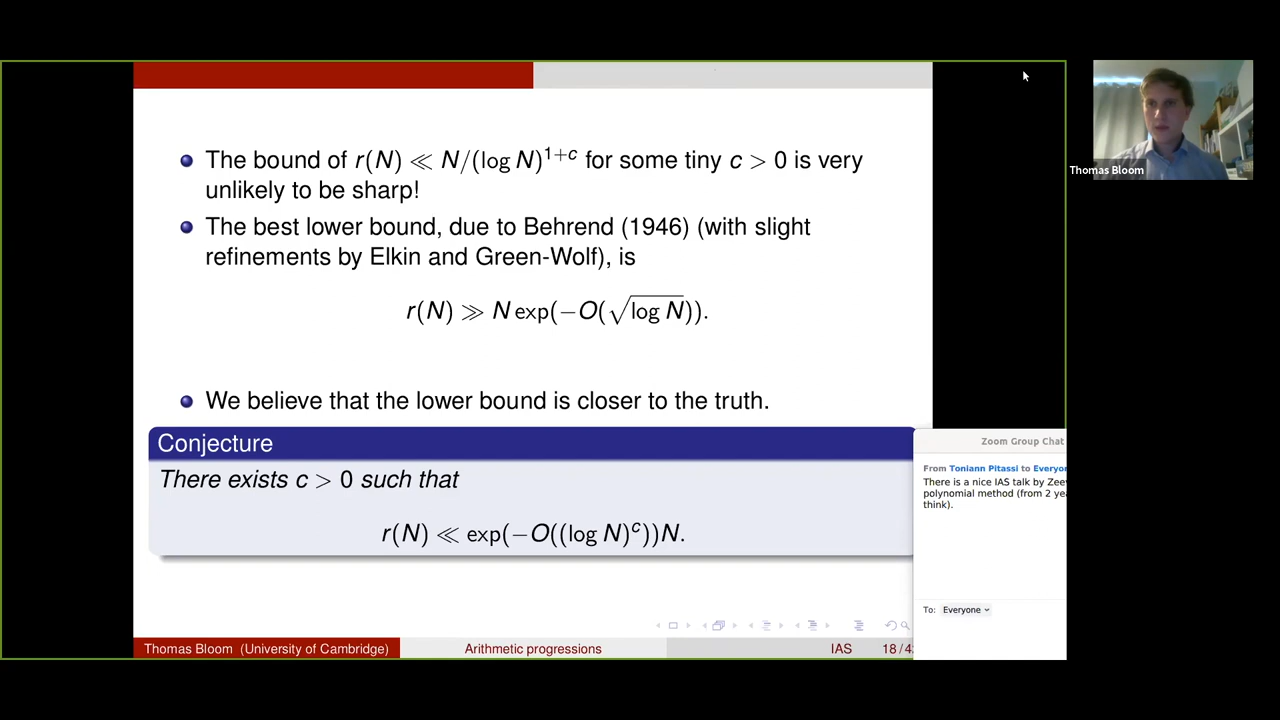 The bound of r(N) ≪ N/(log N)^{1+c} for some tiny c > 0 is very
unlikely to be sharp!
The best lower bound, due to Behrend (1946) (with slight
refinements by Elkin and Green-Wolf), is
r(N) ≫ N exp(−O(√log N)).
We believe that the lower bound is closer to the truth.
Conjecture
There exists c > 0 such that
r(N) ≪ exp(−O((log N)^c))N.
Thomas Bloom (University of Cambridge)
Arithmetic progressions
IAS
18 / 4
Zoom Group Chat
From Toniann Pitassi to Everyo
There is a nice IAS talk by Zee
polynomial method (from 2 ye
think).
To: Everyone
Thomas Bloom